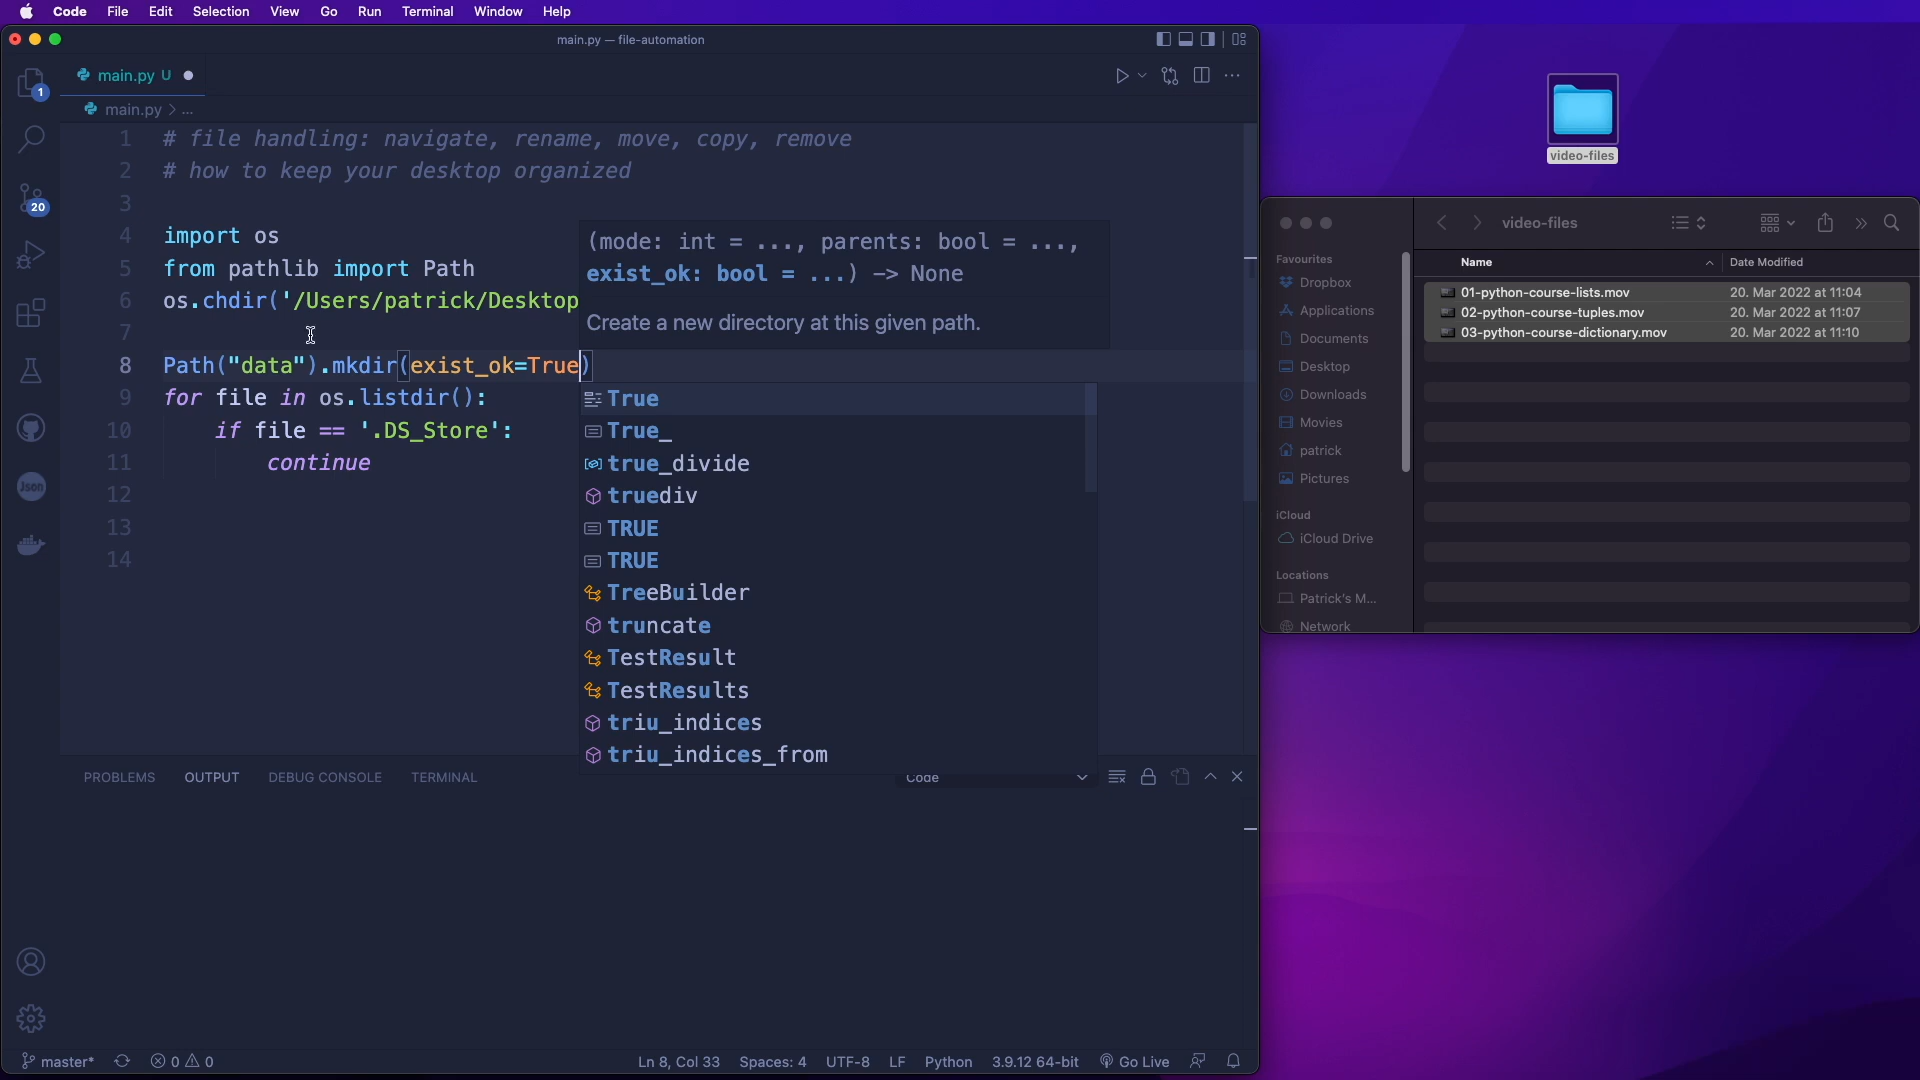 Code File Edit Selection View Go Run Terminal Window Help
main.py — file-automation
main.py U
main.py > ...
1 # file handling: navigate, rename, move, copy, remove
2 # how to keep your desktop organized
3
4 import os
5 from pathlib import Path
6 os.chdir('/Users/patrick/Desktop
7
8 Path("data").mkdir(exist_ok=True)
9 for file in os.listdir():
10 if file == '.DS_Store':
11 continue
12
13
14
(mode: int = ..., parents: bool = ...,
exist_ok: bool = ...) -> None
Create a new directory at this given path.
True
True_
true_divide
truediv
TRUE
TRUE
TreeBuilder
truncate
TestResult
TestResults
triu_indices
triu_indices_from
1
20
Json
PROBLEMS OUTPUT DEBUG CONSOLE TERMINAL
Code
master* 0 0 Ln 8, Col 33 Spaces: 4 UTF-8 LF Python 3.9.12 64-bit Go Live
video-files
video-files
Favourites
Dropbox
Applications
Documents
Desktop
Downloads
Movies
patrick
Pictures
iCloud
iCloud Drive
Locations
Patrick's M...
Network
Name Date Modified
01-python-course-lists.mov 20. Mar 2022 at 11:04
02-python-course-tuples.mov 20. Mar 2022 at 11:07
03-python-course-dictionary.mov 20. Mar 2022 at 11:10